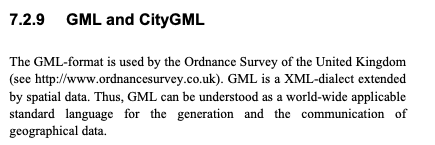 7.2.9 GML and CityGML
The GML-format is used by the Ordnance Survey of the United Kingdom
(see http://www.ordnancesurvey.co.uk). GML is a XML-dialect extended
by spatial data. Thus, GML can be understood as a world-wide applicable
standard language for the generation and the communication of
geographical data.